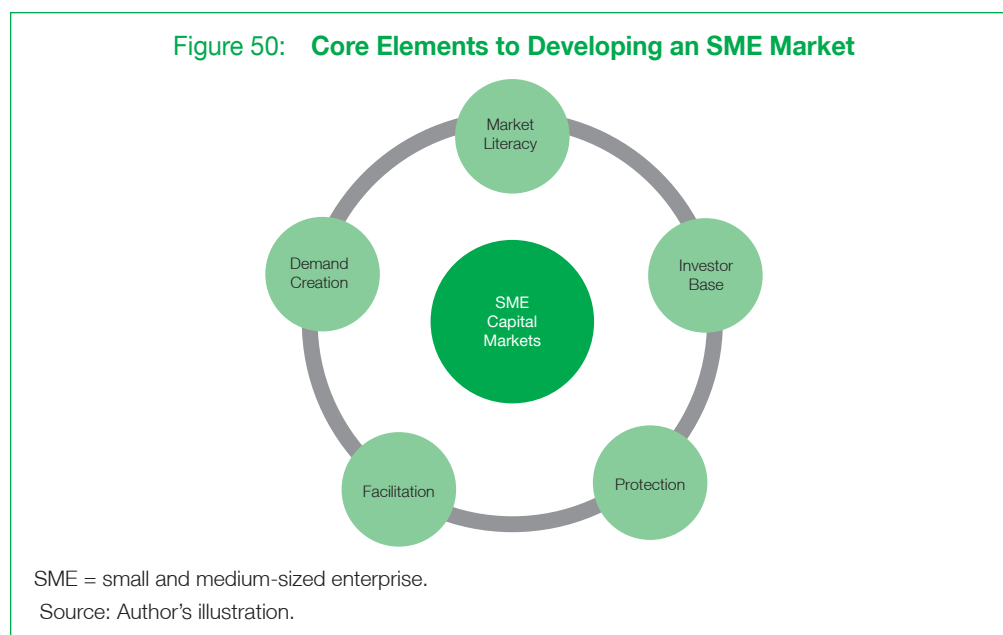 Figure 50: Core Elements to Developing an SME Market
Market
Literacy
Demand
Creation
Investor
Base
SME
Capital
Markets
Facilitation
Protection
SME = small and medium-sized enterprise.
Source: Author’s illustration.